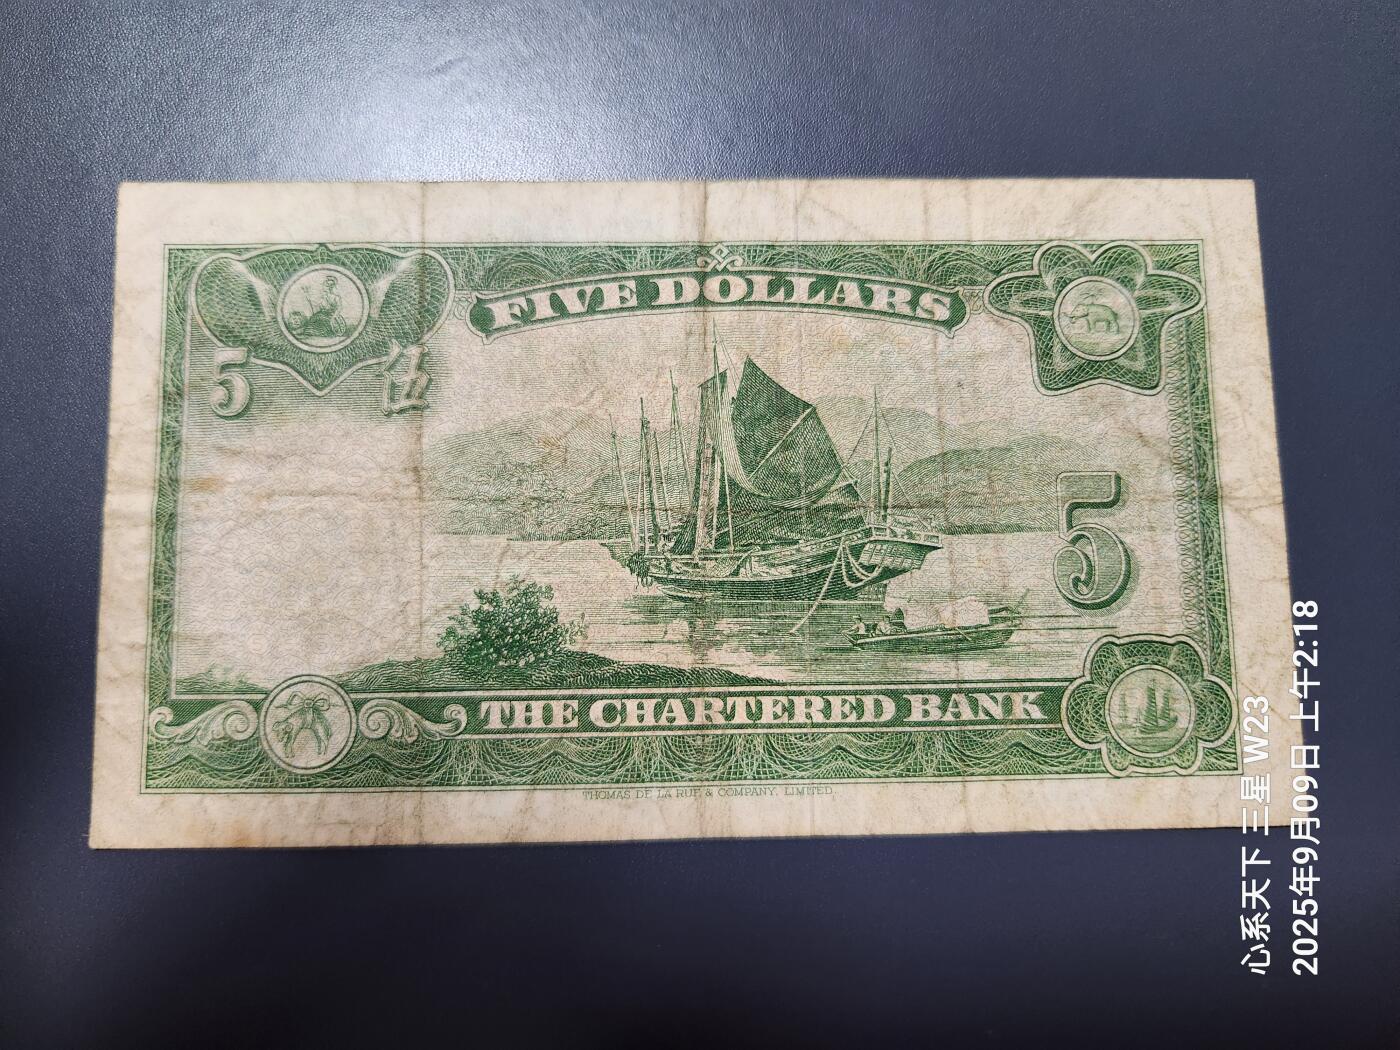 FIVE DOLLARS
5
伍
5
THE CHARTERED BANK
THOMAS DE LA RUE & COMPANY, LIMITED.
心系天下 三星 W23
2025年9月09日 上午2:18